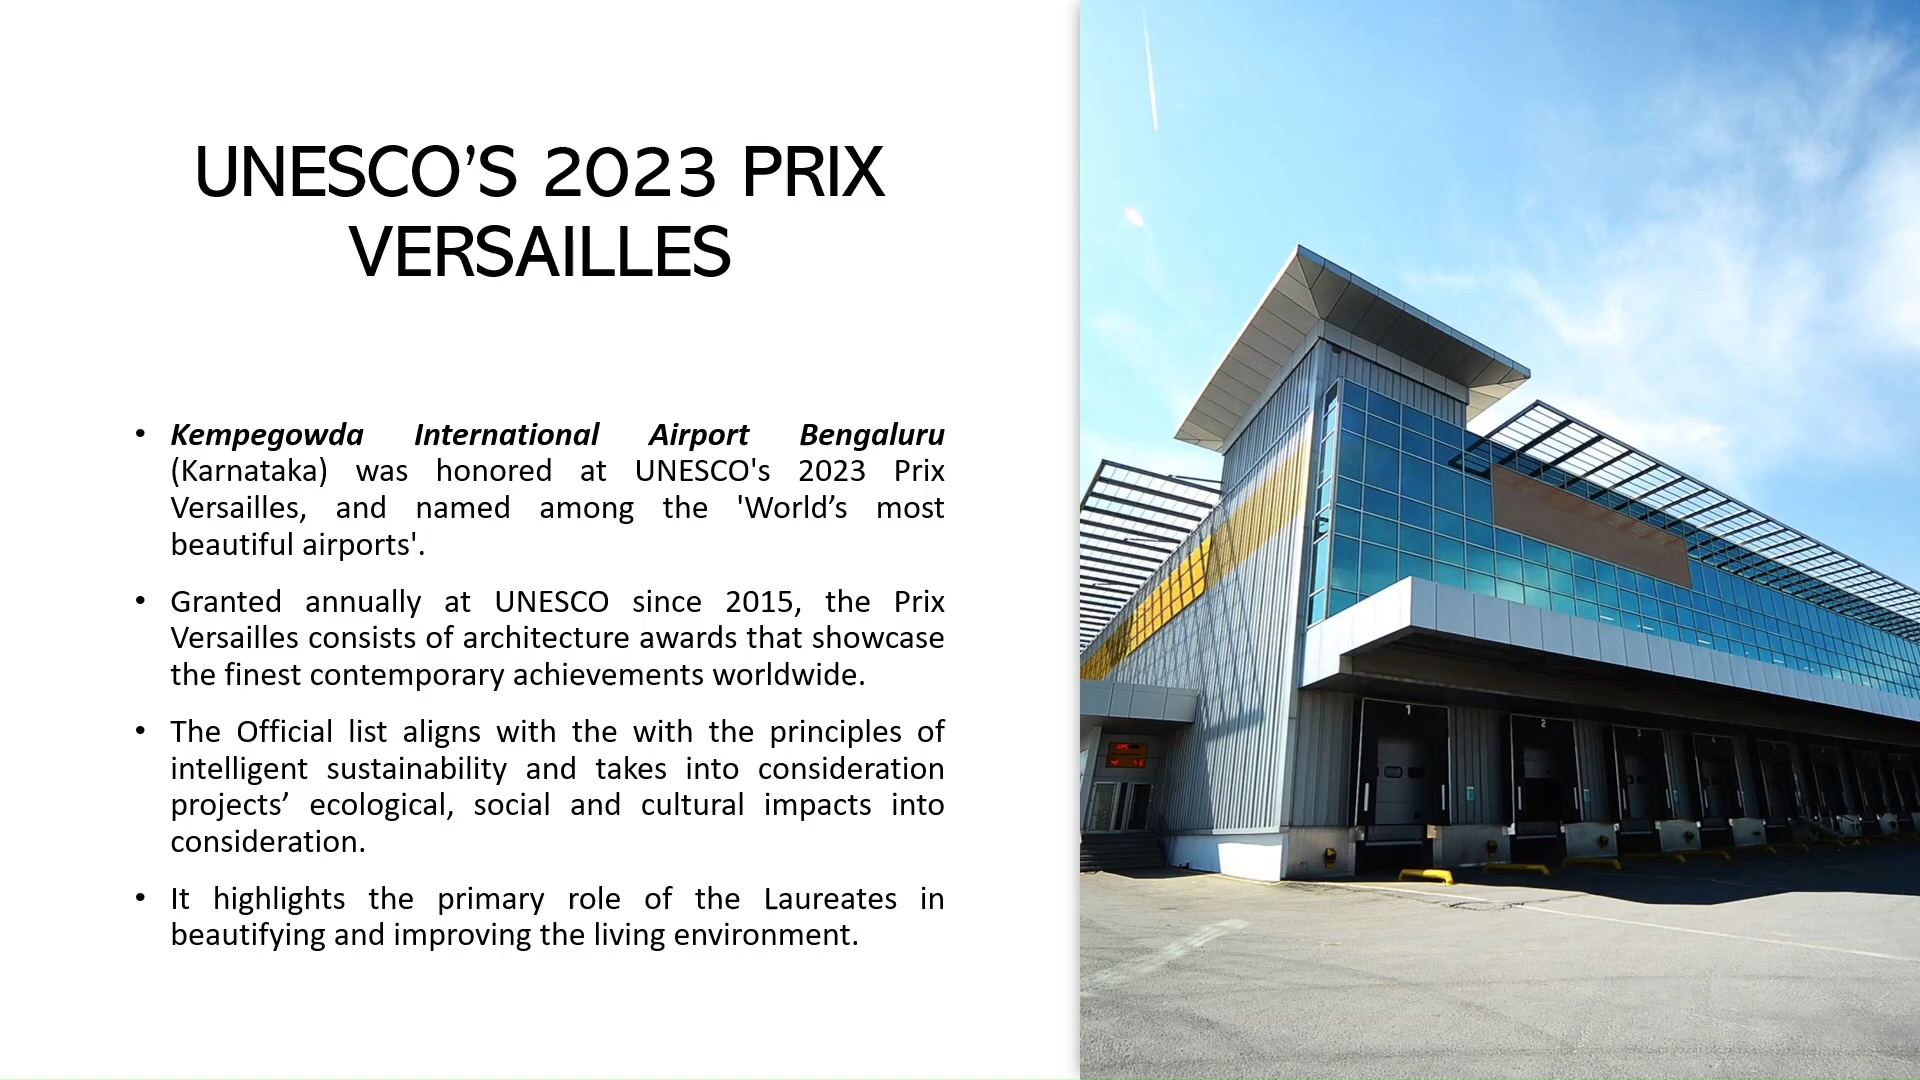 UNESCO’S 2023 PRIX
VERSAILLES
• Kempegowda International Airport Bengaluru
(Karnataka) was honored at UNESCO's 2023 Prix
Versailles, and named among the 'World’s most
beautiful airports'.
• Granted annually at UNESCO since 2015, the Prix
Versailles consists of architecture awards that showcase
the finest contemporary achievements worldwide.
• The Official list aligns with the with the principles of
intelligent sustainability and takes into consideration
projects’ ecological, social and cultural impacts into
consideration.
• It highlights the primary role of the Laureates in
beautifying and improving the living environment.
1
2
3